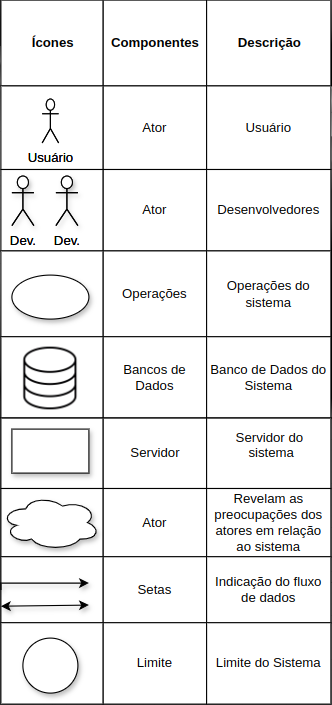 Ícones
Componentes
Descrição
Usuário
Ator
Usuário
Dev.
Dev.
Ator
Desenvolvedores
Operações
Operações do
sistema
Bancos de
Dados
Banco de Dados do
Sistema
Servidor
Servidor do
sistema
Ator
Revelam as
preocupações dos
atores em relação
ao sistema
Setas
Indicação do fluxo
de dados
Limite
Limite do Sistema